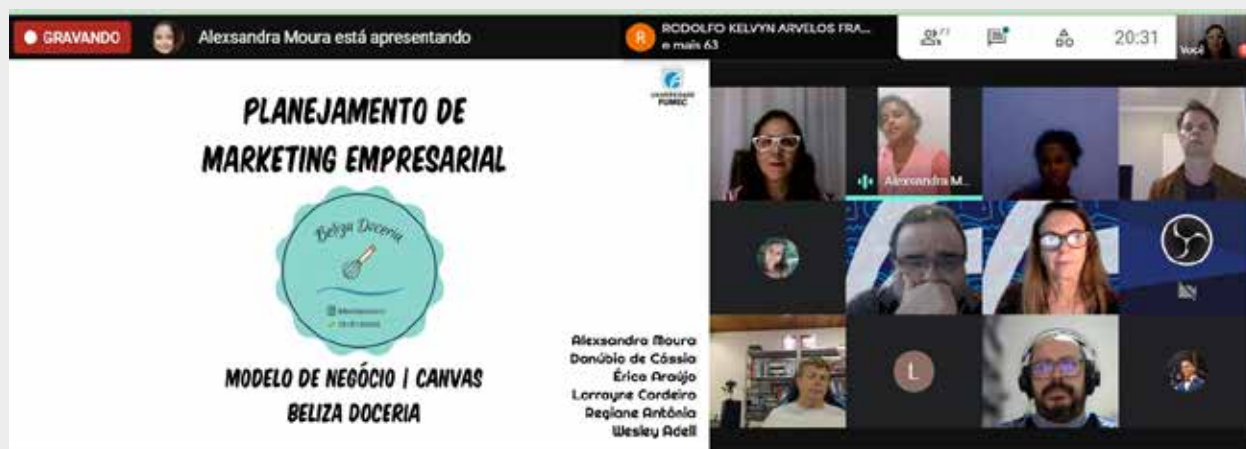 GRAVANDO
Alexsandra Moura está apresentando
R
RODOLFO KELVYN ARVELOS FRA...
e mais 63
20:31
Você
UNIVERSIDADE
FUMEC
PLANEJAMENTO DE
MARKETING EMPRESARIAL
Beliza Doceria
MODELO DE NEGÓCIO | CANVAS
BELIZA DOCERIA
Alexsandra Moura
Danúbio de Cássia
Érica Araújo
Lorrayne Cordeiro
Regiane Antônia
Wesley Adell
Alexsandra M...
L